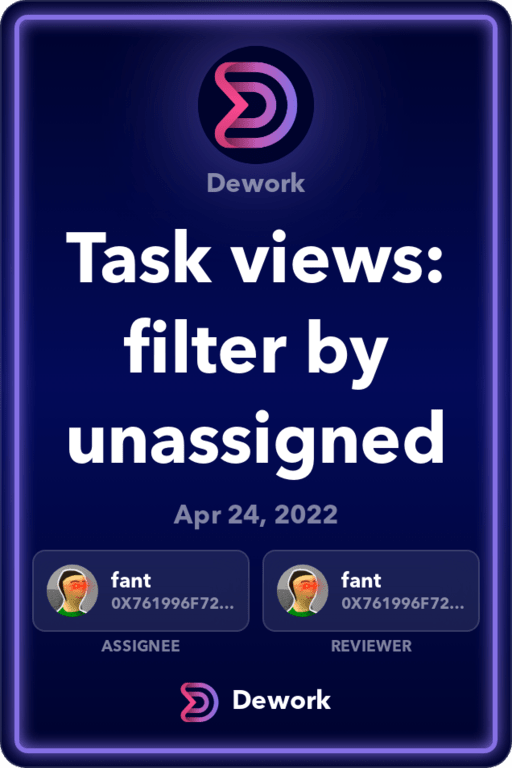 Dework
Task views:
filter by
unassigned
Apr 24, 2022
fant
0X761996F72...
ASSIGNEE
fant
0X761996F72...
REVIEWER
Dework